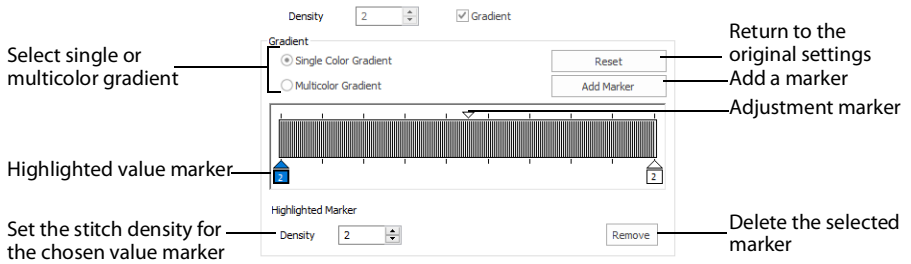 Density 2 Gradient
Gradient
Select single or
multicolor gradient
Single Color Gradient
Multicolor Gradient
Reset
Add Marker
Return to the
original settings
Add a marker
Adjustment marker
Highlighted value marker
2
2
Highlighted Marker
Set the stitch density for
the chosen value marker
Density 2
Remove
Delete the selected
marker